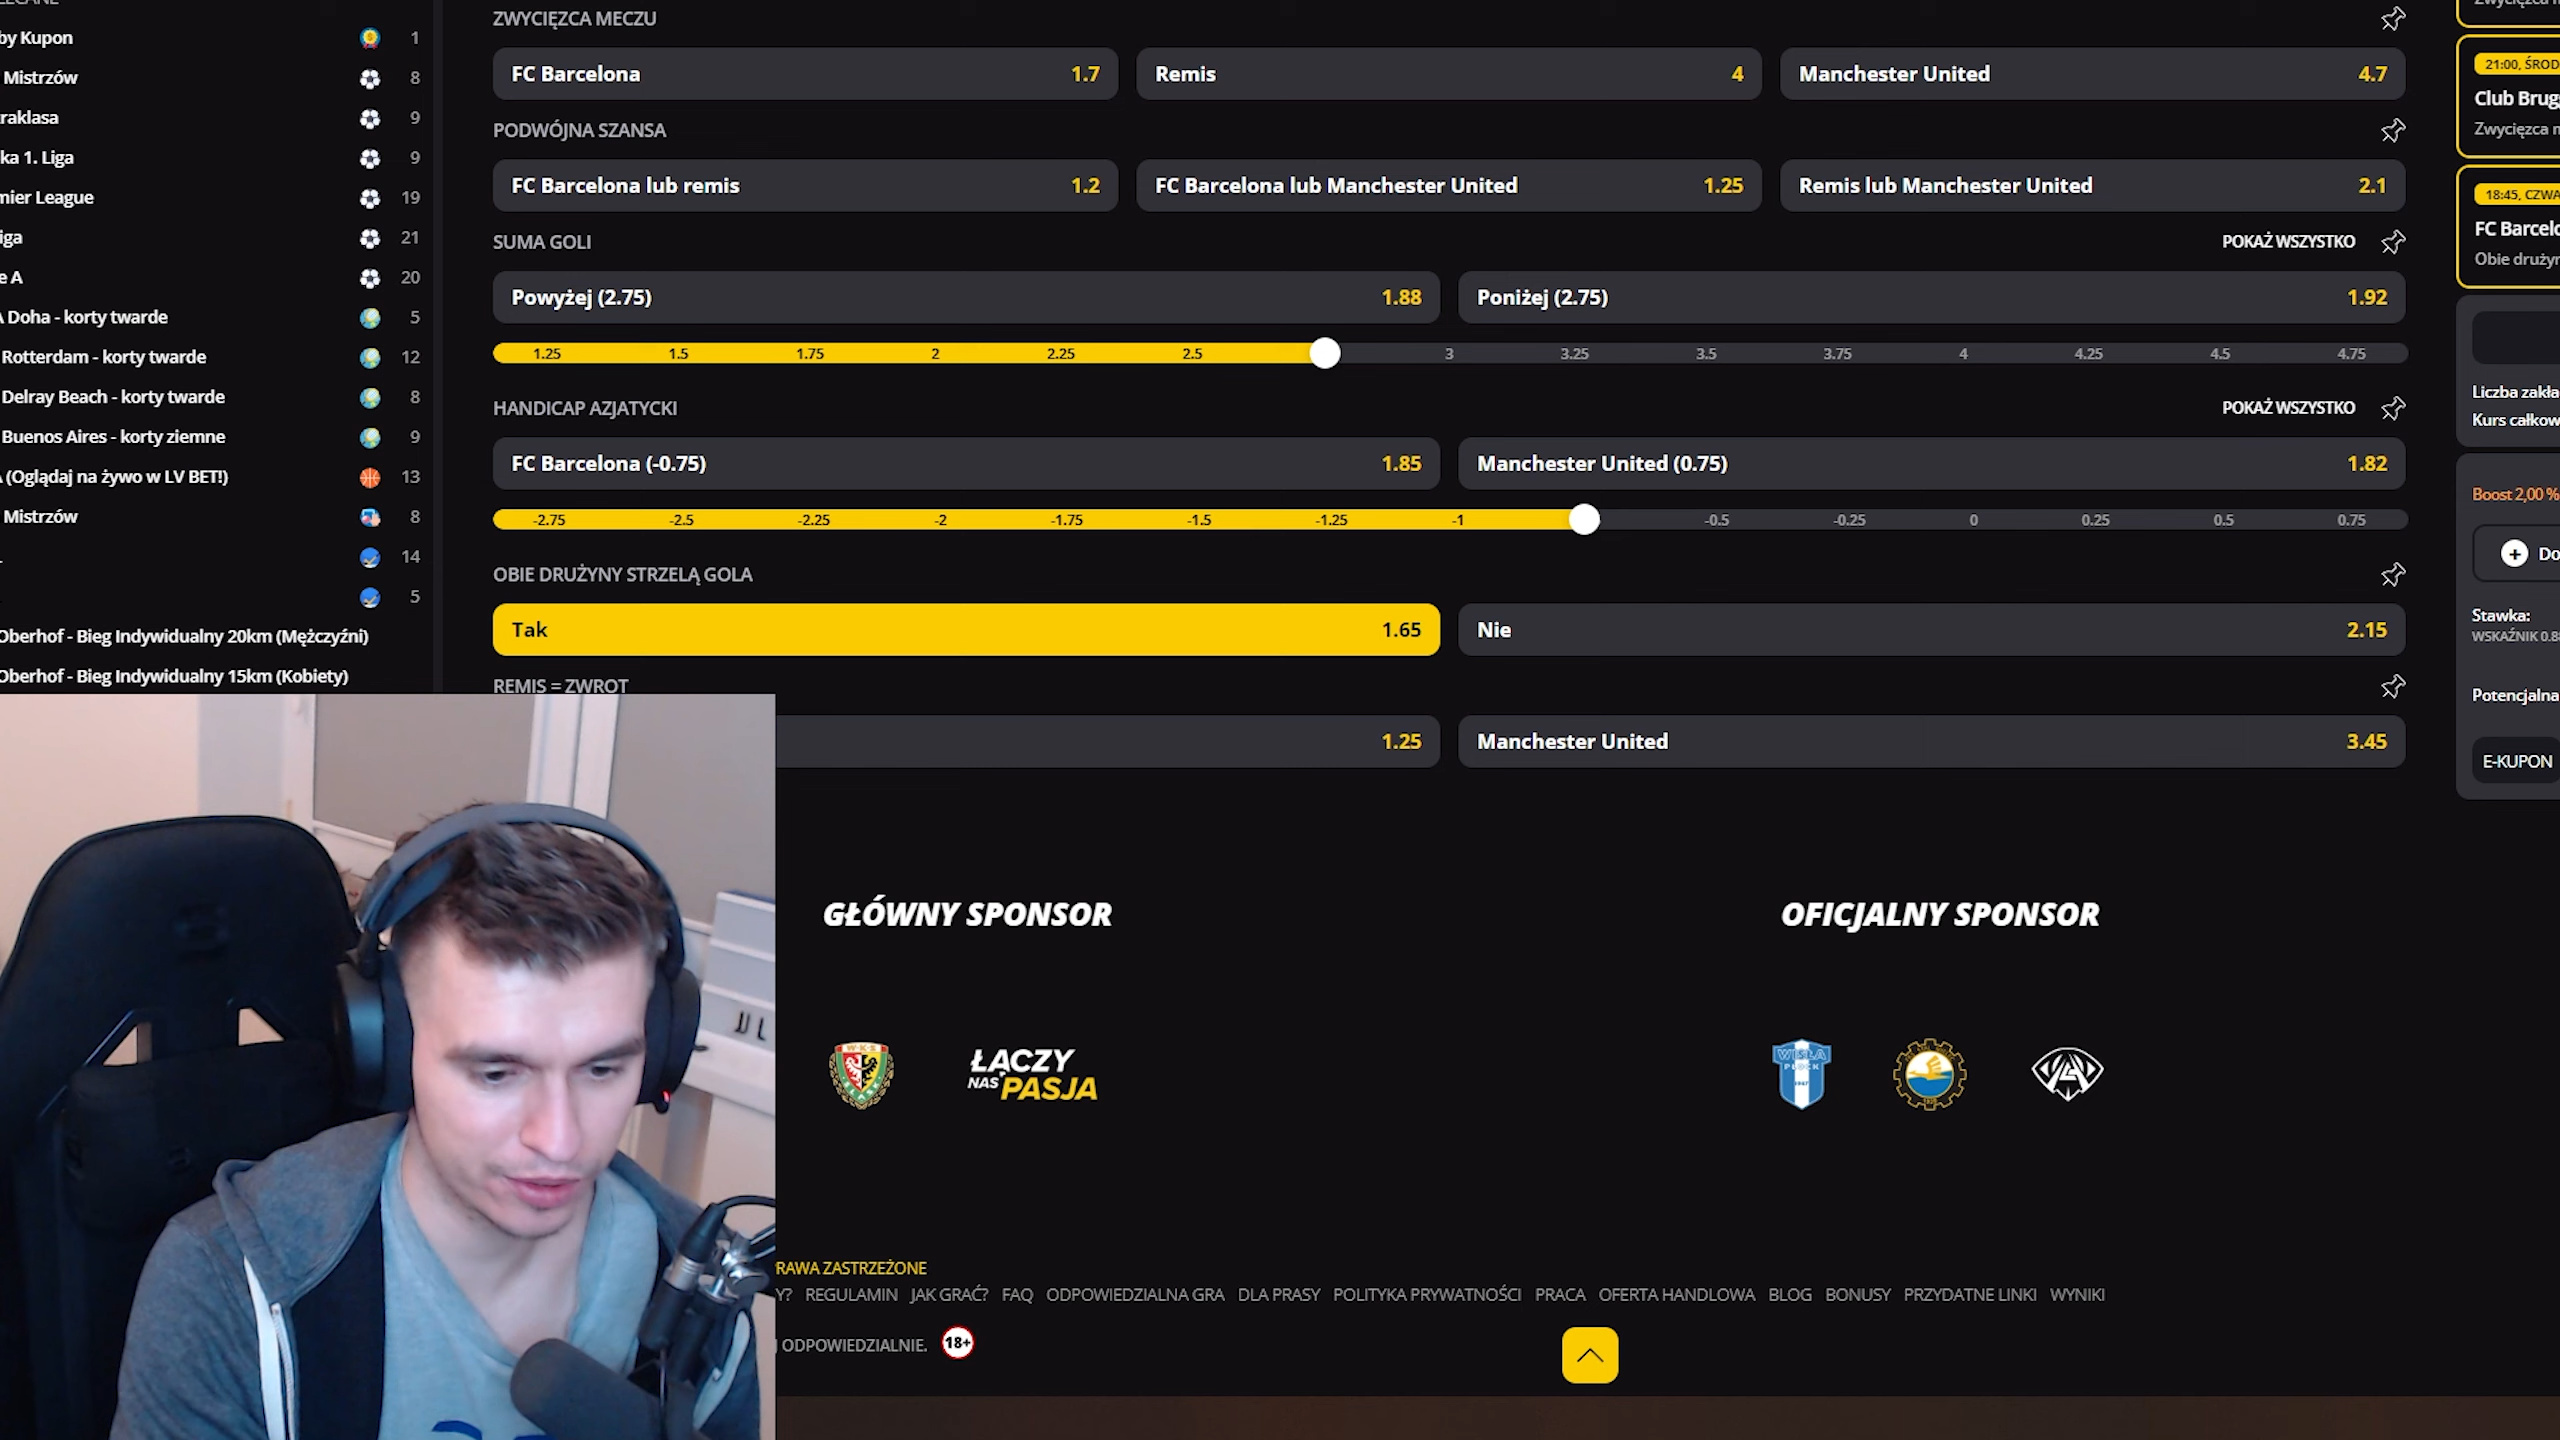 by Kupon 1
Mistrzów 8
raklasa 9
ka 1. Liga 9
mier League 19
iga 21
e A 20
A Doha - korty twarde 5
Rotterdam - korty twarde 12
Delray Beach - korty twarde 8
Buenos Aires - korty ziemne 9
A (Oglądaj na żywo w LV BET!) 13
Mistrzów 8
14
5
Oberhof - Bieg Indywidualny 20km (Mężczyźni)
Oberhof - Bieg Indywidualny 15km (Kobiety)
ZWYCIĘZCA MECZU
FC Barcelona 1.7 Remis 4 Manchester United 4.7
PODWÓJNA SZANSA
FC Barcelona lub remis 1.2 FC Barcelona lub Manchester United 1.25 Remis lub Manchester United 2.1
SUMA GOLI POKAŻ WSZYSTKO
Powyżej (2.75) 1.88 Poniżej (2.75) 1.92
1.25 1.5 1.75 2 2.25 2.5 3 3.25 3.5 3.75 4 4.25 4.5 4.75
HANDICAP AZJATYCKI POKAŻ WSZYSTKO
FC Barcelona (-0.75) 1.85 Manchester United (0.75) 1.82
-2.75 -2.5 -2.25 -2 -1.75 -1.5 -1.25 -1 -0.5 -0.25 0 0.25 0.5 0.75
OBIE DRUŻYNY STRZELĄ GOLA
Tak 1.65 Nie 2.15
REMIS = ZWROT
1.25 Manchester United 3.45
21:00, ŚROD
Club Brug
Zwycięzca m
18:45, CZWA
FC Barcelo
Obie drużyn
Liczba zakła
Kurs całkow
Boost 2,00 %
Do
Stawka:
WSKAŹNIK 0.8
Potencjalna
E-KUPON
GŁÓWNY SPONSOR OFICJALNY SPONSOR
ŁĄCZY
NAS PASJA
WISŁA
PŁOCK
RAWA ZASTRZEŻONE
Y? REGULAMIN JAK GRAĆ? FAQ ODPOWIEDZIALNA GRA DLA PRASY POLITYKA PRYWATNOŚCI PRACA OFERTA HANDLOWA BLOG BONUSY PRZYDATNE LINKI WYNIKI
ODPOWIEDZIALNIE. 18+